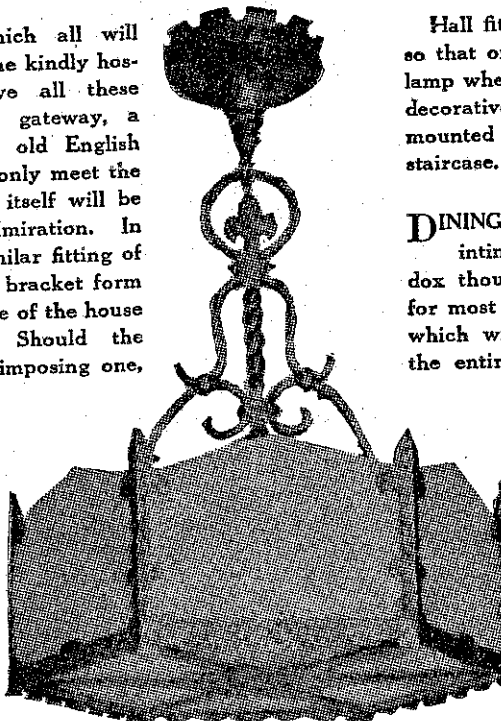 hich all will
e kindly hos-
ve all these
gateway, a
old English
only meet the
itself will be
miration. In
milar fitting of
bracket form
e of the house
Should the
imposing one,
Hall fit
so that o
lamp whe
decorative
mounted
staircase.
DINING
intin
dox thou
for most
which w
the entir